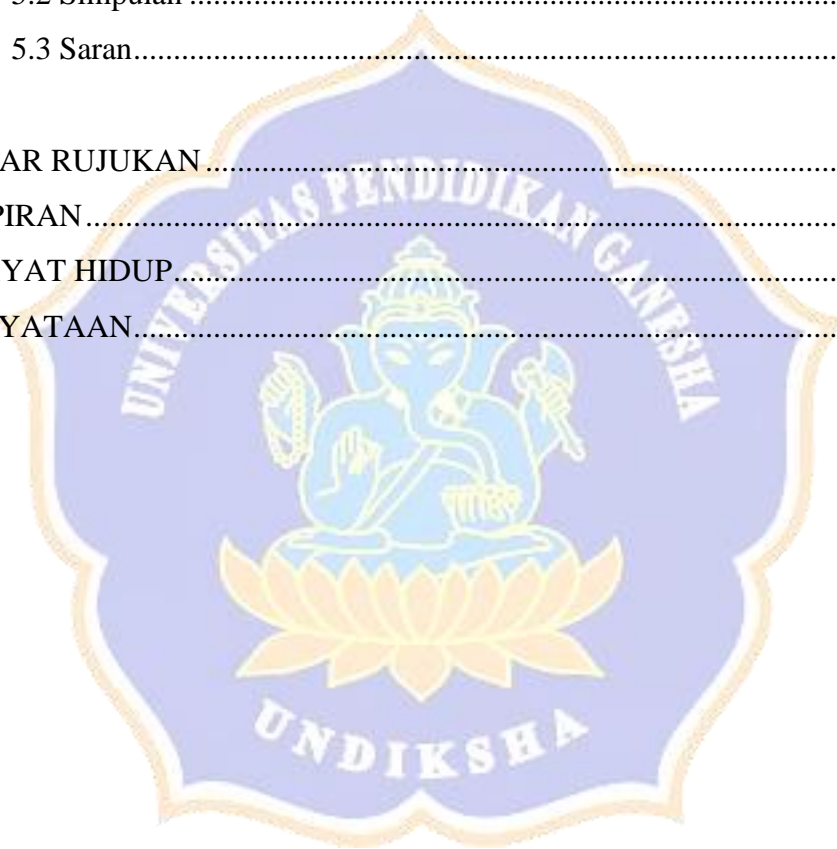 5.2 Simpulan ........................................................................................
5.3 Saran...............................................................................................
AR RUJUKAN ......................................................................................
PIRAN ...................................................................................................
YAT HIDUP..........................................................................................
YATAAN...............................................................................................
UNIVERSITAS PENDIDIKAN GANESHA
UNDIKSHA